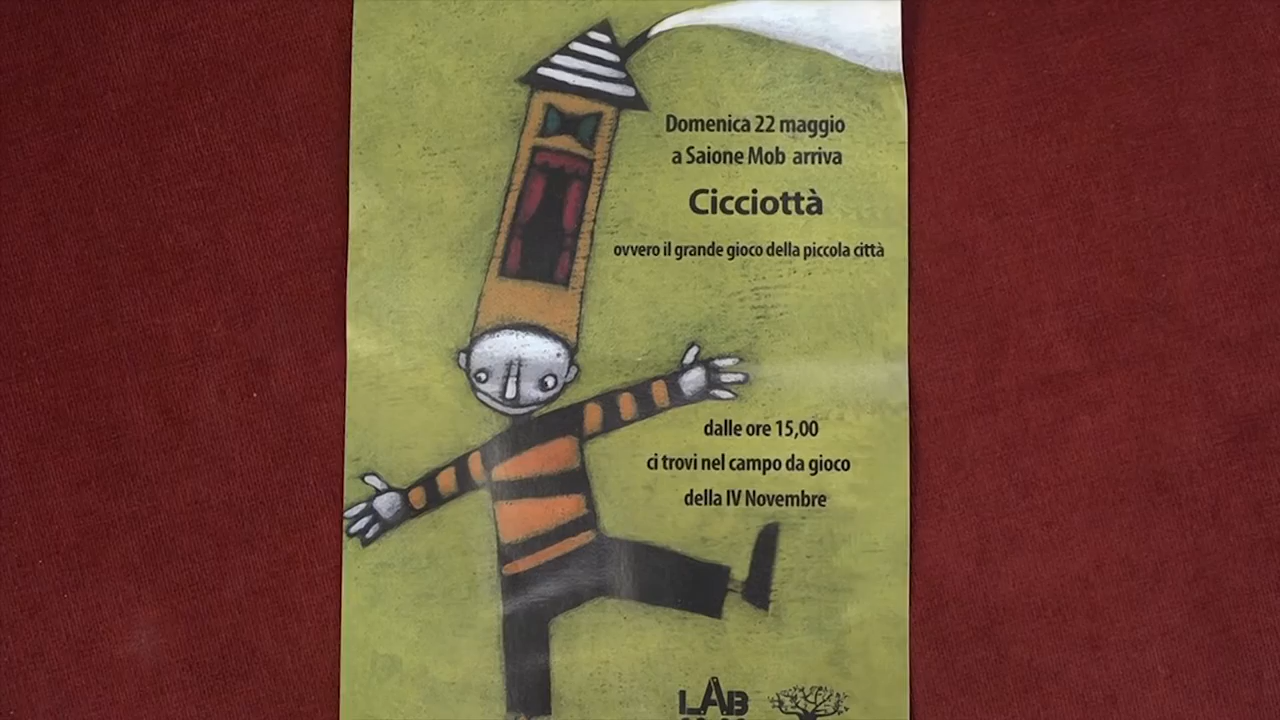 Domenica 22 maggio
a Saione Mob arriva
Cicciottà
ovvero il grande gioco della piccola città
dalle ore 15,00
ci trovi nel campo da gioco
della IV Novembre
LAB